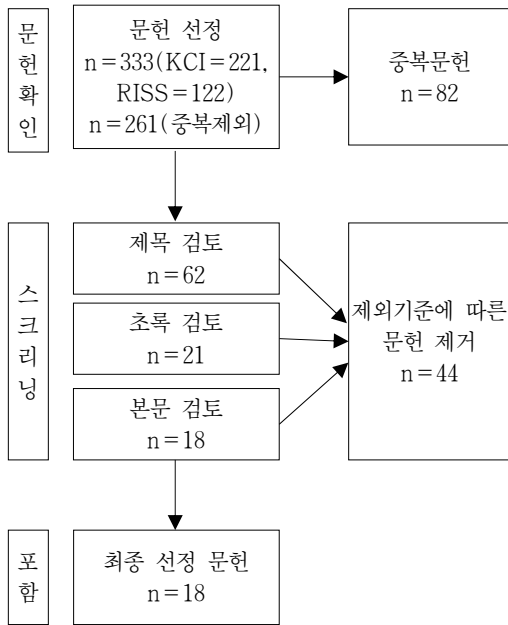 문헌확인
문헌 선정
n=333(KCI=221,
RISS=122)
n=261(중복제외)
중복문헌
n=82
스크리닝
제목 검토
n=62
초록 검토
n=21
본문 검토
n=18
제외기준에 따른
문헌 제거
n=44
포함
최종 선정 문헌
n=18